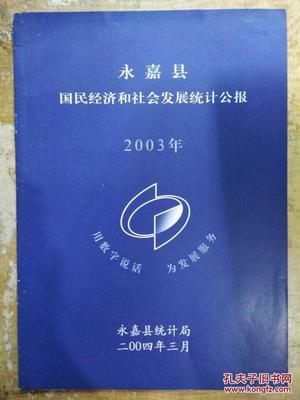 永嘉县
国民经济和社会发展统计公报
2003年
用数字说话 为发展服务
永嘉县统计局
二00四年三月
孔夫子旧书网